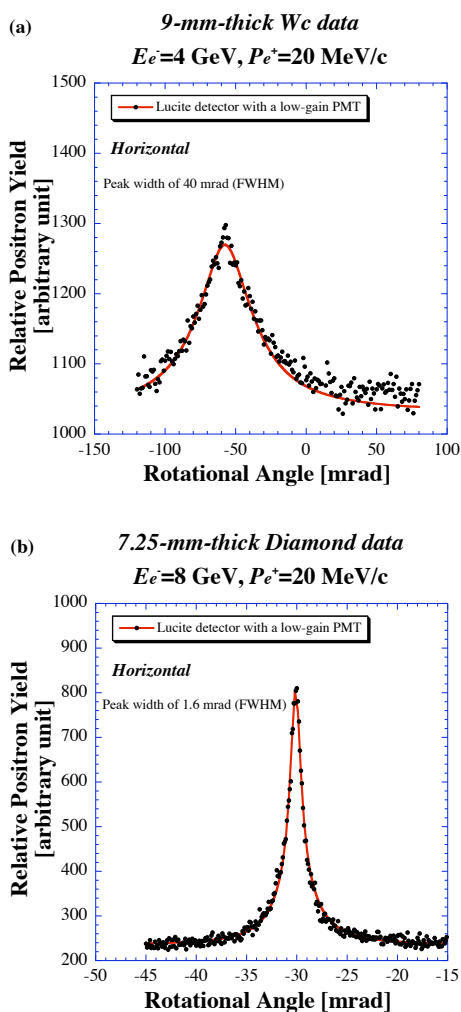 (a)
9-mm-thick Wc data
Ee-=4 GeV, Pe+=20 MeV/c
1500
1400
1300
1200
1100
1000
Relative Positron Yield
[arbitrary unit]
Lucite detector with a low-gain PMT
Horizontal
Peak width of 40 mrad (FWHM)
-150 -100 -50 0 50 100
Rotational Angle [mrad]
(b)
7.25-mm-thick Diamond data
Ee-=8 GeV, Pe+=20 MeV/c
1000
900
800
700
600
500
400
300
200
Relative Positron Yield
[arbitrary unit]
Lucite detector with a low-gain PMT
Horizontal
Peak width of 1.6 mrad (FWHM)
-50 -45 -40 -35 -30 -25 -20 -15
Rotational Angle [mrad]